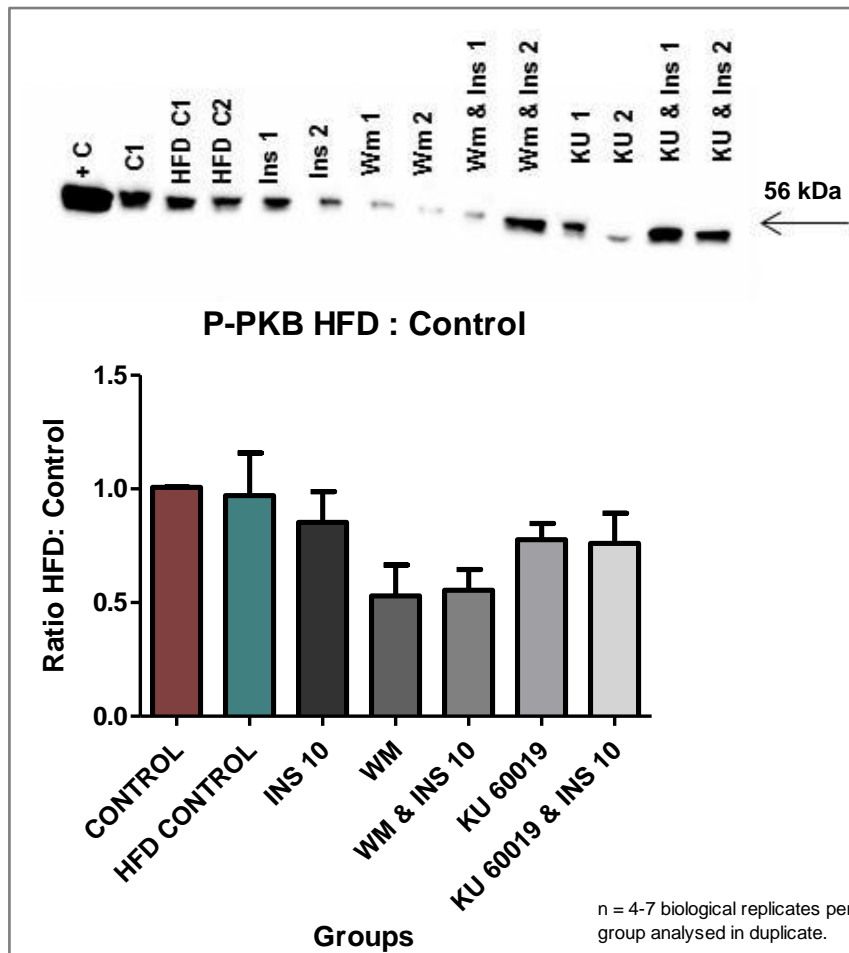 + C
C1
HFD C1
HFD C2
Ins 1
Ins 2
Wm 1
Wm 2
Wm & Ins 1
Wm & Ins 2
KU 1
KU 2
KU & Ins 1
KU & Ins 2
56 kDa
P-PKB HFD : Control
Ratio HFD: Control
1.5
1.0
0.5
0.0
CONTROL
HFD CONTROL
INS 10
WM
WM & INS 10
KU 60019
KU 60019 & INS 10
Groups
n = 4-7 biological replicates per
group analysed in duplicate.